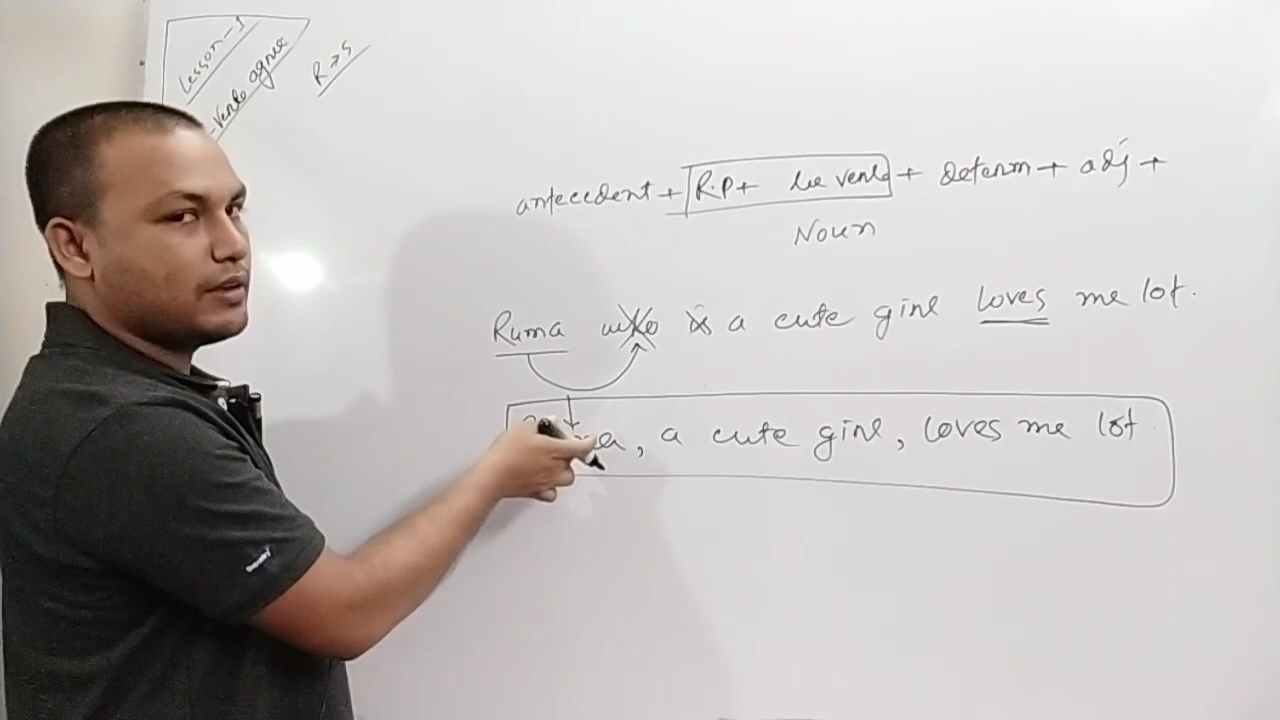 Lesson-1
-Verb agree
R→5
antecedent + R.P + be verb + Determ + adj +
Noun
Ruma who is a cute girl loves me lot.
Ruma, a cute girl, loves me lot.